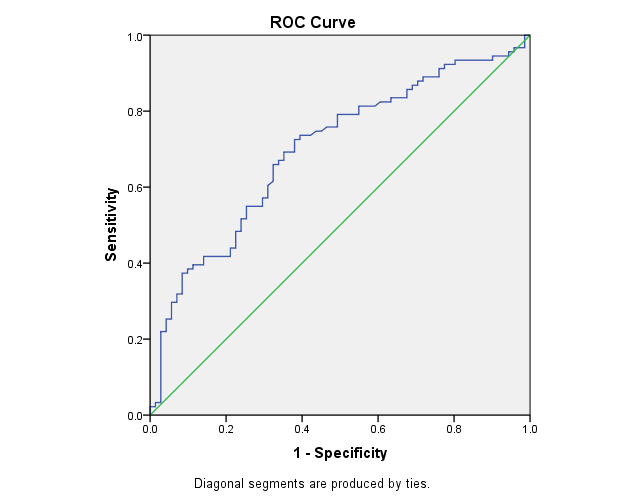 ROC Curve
1.0
0.8
0.6
0.4
0.2
0.0
Sensitivity
0.0 0.2 0.4 0.6 0.8 1.0
1 - Specificity
Diagonal segments are produced by ties.